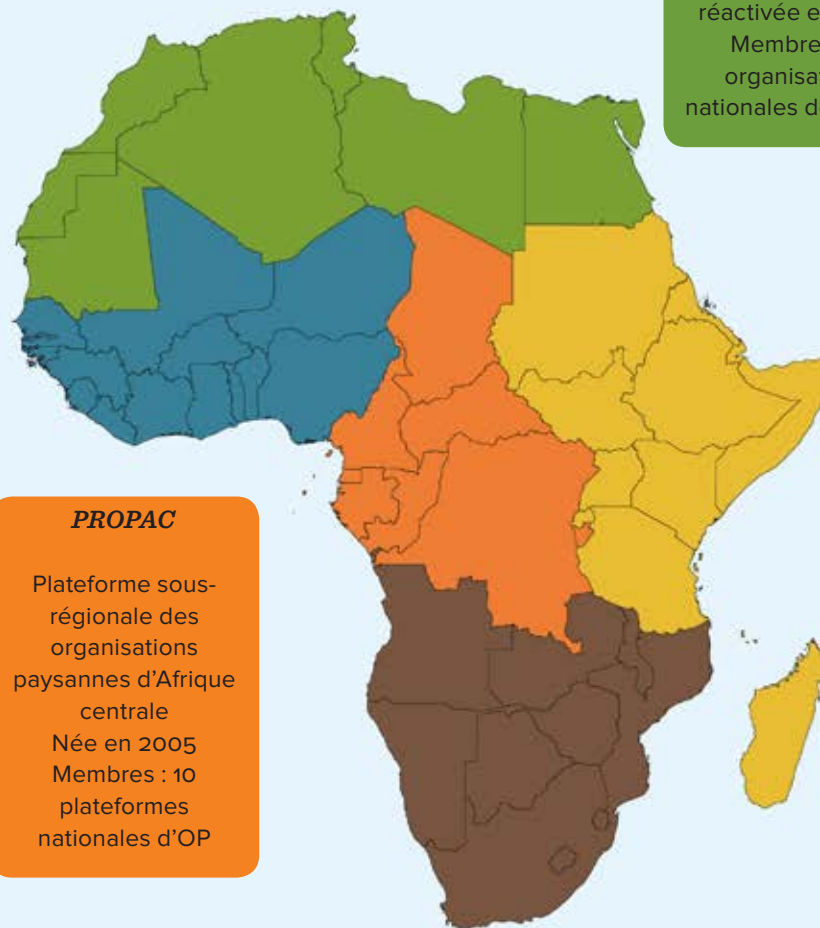 réactivée e
Membre
organisa
nationales d
PROPAC
Plateforme sous-
régionale des
organisations
paysannes d’Afrique
centrale
Née en 2005
Membres : 10
plateformes
nationales d’OP